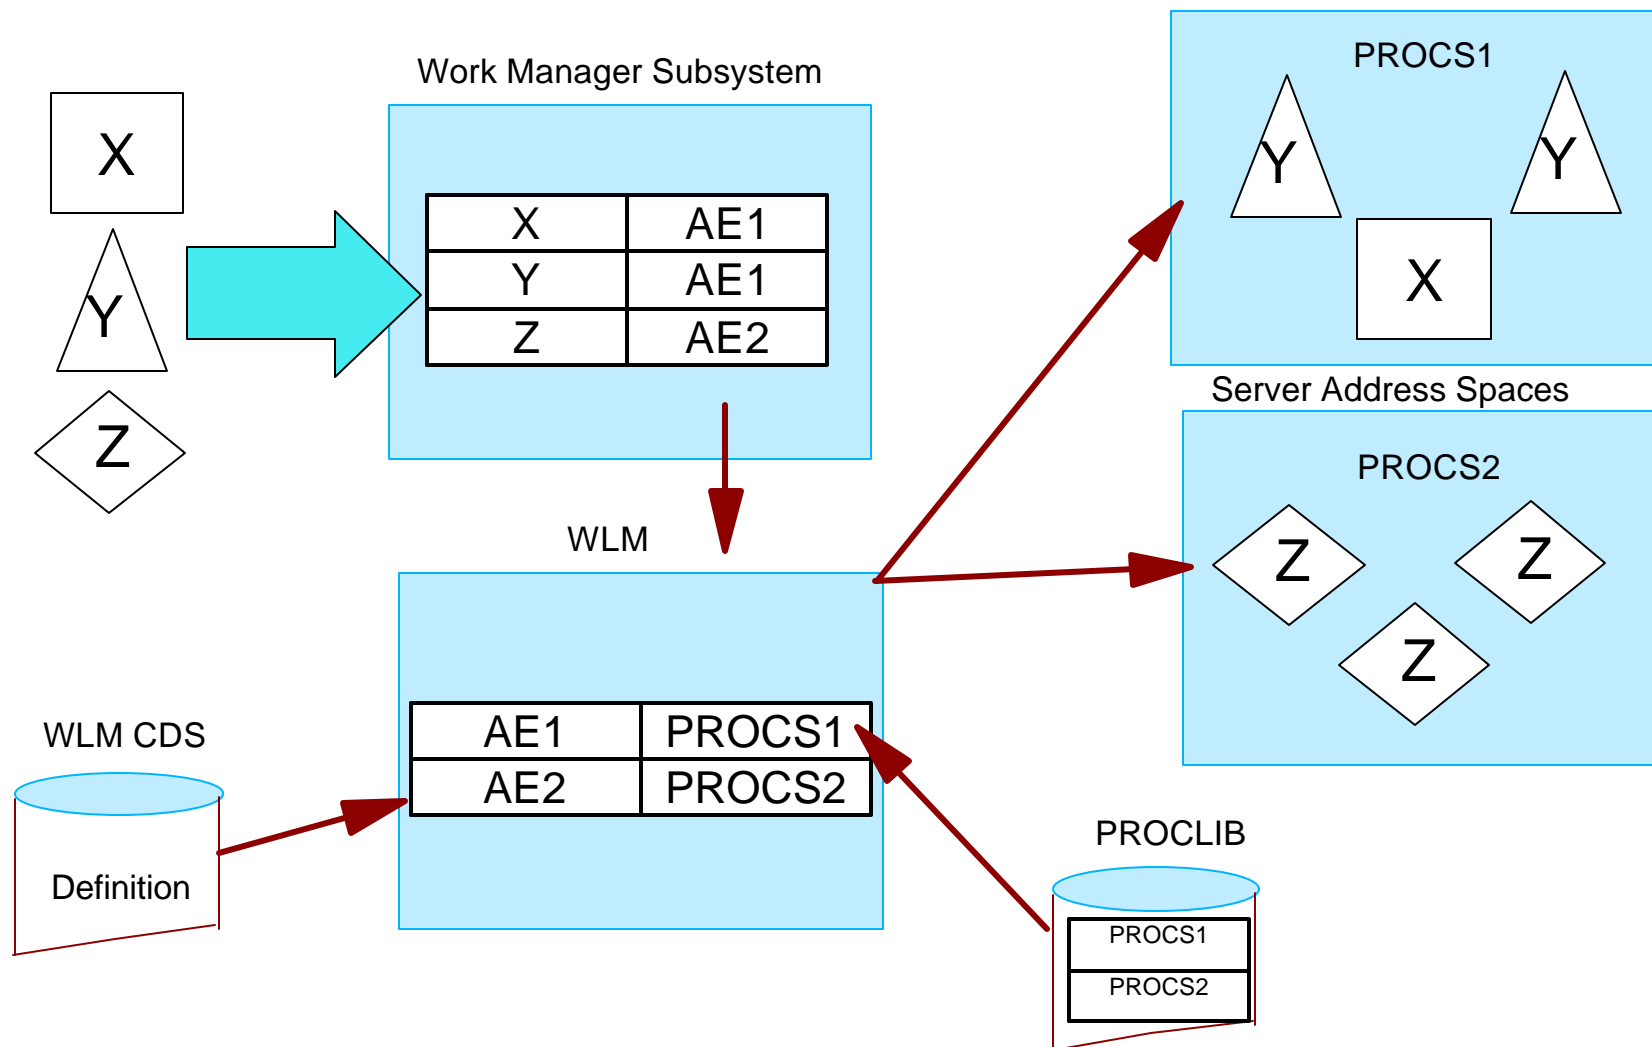 Work Manager Subsystem
X
Y
Z
X AE1
Y AE1
Z AE2
PROCS1
Y
Y
X
Server Address Spaces
PROCS2
Z
Z
Z
WLM
AE1 PROCS1
AE2 PROCS2
WLM CDS
Definition
PROCLIB
PROCS1
PROCS2